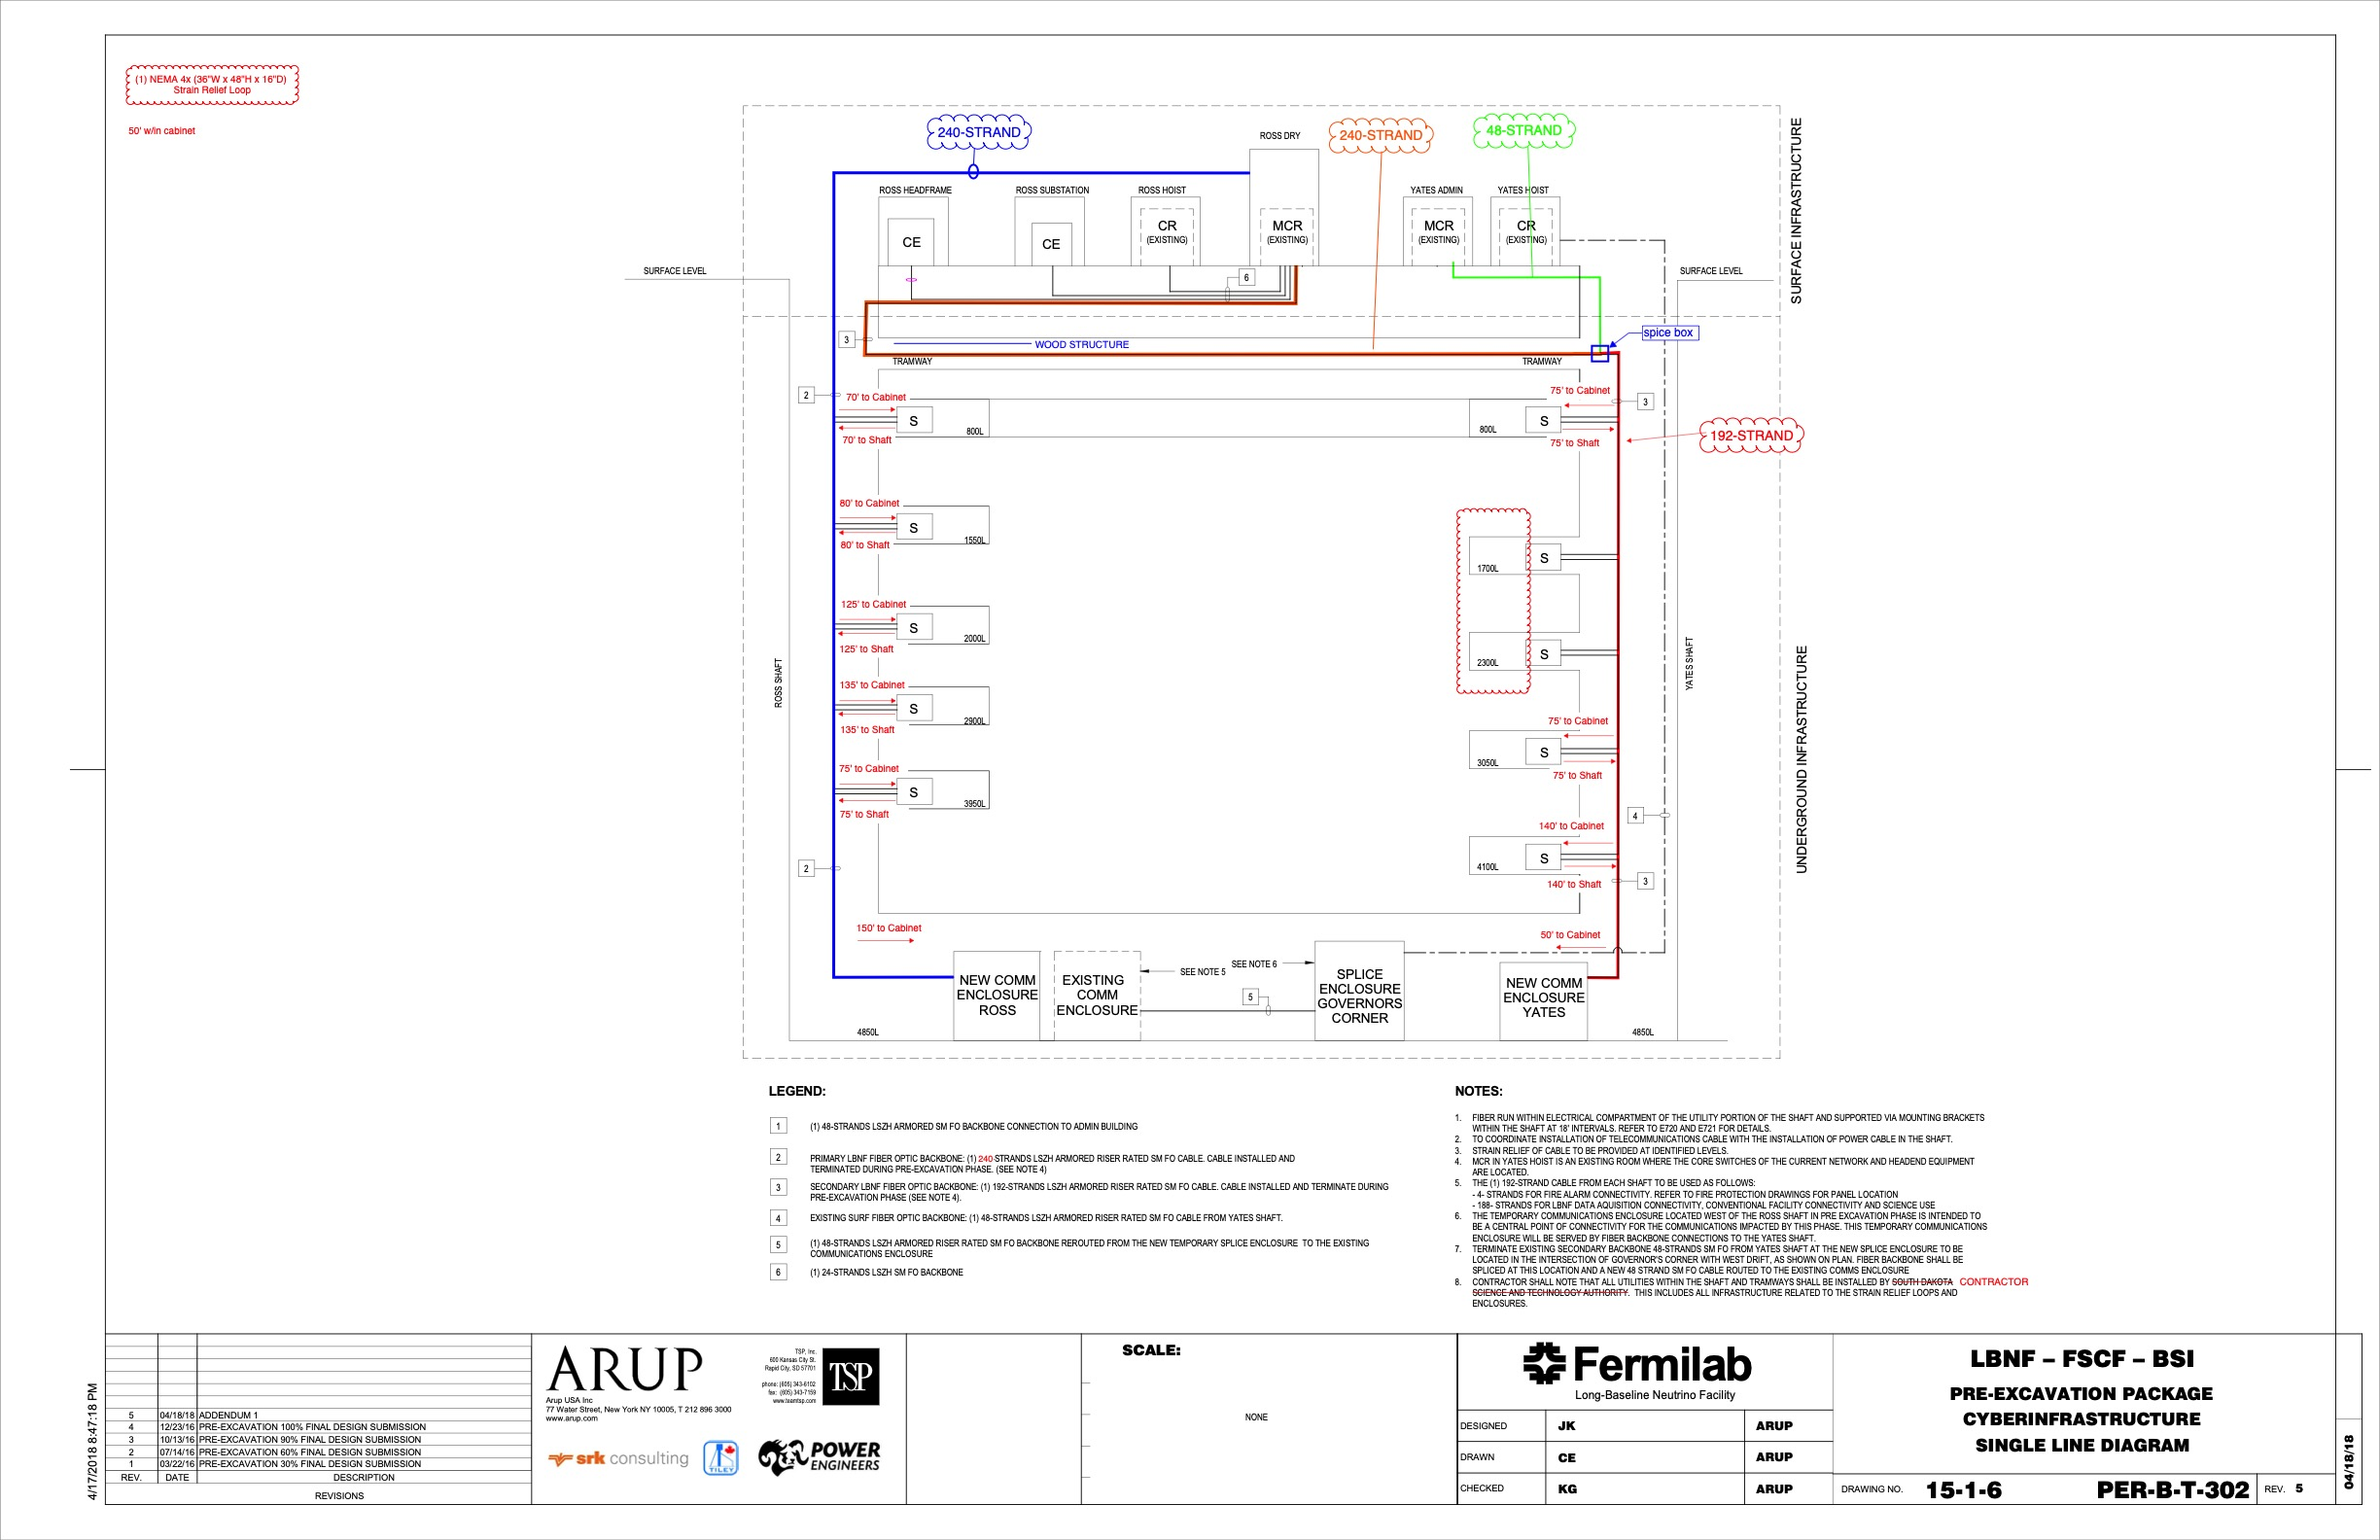 (1) NEMA 4x (36"W x 48"H x 16"D)
Strain Relief Loop
50' w/in cabinet
240-STRAND
ROSS DRY
240-STRAND
48-STRAND
SURFACE INFRASTRUCTURE
ROSS HEADFRAME
ROSS SUBSTATION
ROSS HOIST
YATES ADMIN
YATES HOIST
CE
CE
CR
(EXISTING)
MCR
(EXISTING)
MCR
(EXISTING)
CR
(EXISTING)
SURFACE LEVEL
6
SURFACE LEVEL
3
WOOD STRUCTURE
spice box
TRAMWAY
TRAMWAY
2
70' to Cabinet
S
800L
70' to Shaft
75' to Cabinet
3
S
800L
75' to Shaft
192-STRAND
80' to Cabinet
S
1550L
80' to Shaft
S
1700L
125' to Cabinet
S
2000L
125' to Shaft
S
2300L
ROSS SHAFT
YATES SHAFT
UNDERGROUND INFRASTRUCTURE
135' to Cabinet
S
2900L
135' to Shaft
75' to Cabinet
S
3050L
75' to Shaft
75' to Cabinet
S
3950L
75' to Shaft
4
140' to Cabinet
S
4100L
140' to Shaft
2
3
150' to Cabinet
50' to Cabinet
NEW COMM
ENCLOSURE
ROSS
EXISTING
COMM
ENCLOSURE
SEE NOTE 5
SEE NOTE 6
5
SPLICE
ENCLOSURE
GOVERNORS
CORNER
NEW COMM
ENCLOSURE
YATES
4850L
4850L
LEGEND:
1 (1) 48-STRANDS LSZH ARMORED SM FO BACKBONE CONNECTION TO ADMIN BUILDING
2 PRIMARY LBNF FIBER OPTIC BACKBONE: (1) 240-STRANDS LSZH ARMORED RISER RATED SM FO CABLE. CABLE INSTALLED AND
TERMINATED DURING PRE-EXCAVATION PHASE. (SEE NOTE 4)
3 SECONDARY LBNF FIBER OPTIC BACKBONE: (1) 192-STRANDS LSZH ARMORED RISER RATED SM FO CABLE. CABLE INSTALLED AND TERMINATE DURING
PRE-EXCAVATION PHASE (SEE NOTE 4).
4 EXISTING SURF FIBER OPTIC BACKBONE: (1) 48-STRANDS LSZH ARMORED RISER RATED SM FO CABLE FROM YATES SHAFT.
5 (1) 48-STRANDS LSZH ARMORED RISER RATED SM FO BACKBONE REROUTED FROM THE NEW TEMPORARY SPLICE ENCLOSURE TO THE EXISTING
COMMUNICATIONS ENCLOSURE
6 (1) 24-STRANDS LSZH SM FO BACKBONE
NOTES:
1. FIBER RUN WITHIN ELECTRICAL COMPARTMENT OF THE UTILITY PORTION OF THE SHAFT AND SUPPORTED VIA MOUNTING BRACKETS
WITHIN THE SHAFT AT 18' INTERVALS. REFER TO E720 AND E721 FOR DETAILS.
2. TO COORDINATE INSTALLATION OF TELECOMMUNICATIONS CABLE WITH THE INSTALLATION OF POWER CABLE IN THE SHAFT.
3. STRAIN RELIEF OF CABLE TO BE PROVIDED AT IDENTIFIED LEVELS.
4. MCR IN YATES HOIST IS AN EXISTING ROOM WHERE THE CORE SWITCHES OF THE CURRENT NETWORK AND HEADEND EQUIPMENT
ARE LOCATED.
5. THE (1) 192-STRAND CABLE FROM EACH SHAFT TO BE USED AS FOLLOWS:
- 4- STRANDS FOR FIRE ALARM CONNECTIVITY. REFER TO FIRE PROTECTION DRAWINGS FOR PANEL LOCATION
- 188- STRANDS FOR LBNF DATA AQUISITION CONNECTIVITY, CONVENTIONAL FACILITY CONNECTIVITY AND SCIENCE USE
6. THE TEMPORARY COMMUNICATIONS ENCLOSURE LOCATED WEST OF THE ROSS SHAFT IN PRE EXCAVATION PHASE IS INTENDED TO
BE A CENTRAL POINT OF CONNECTIVITY FOR THE COMMUNICATIONS IMPACTED BY THIS PHASE. THIS TEMPORARY COMMUNICATIONS
ENCLOSURE WILL BE SERVED BY FIBER BACKBONE CONNECTIONS TO THE YATES SHAFT.
7. TERMINATE EXISTING SECONDARY BACKBONE 48-STRANDS SM FO FROM YATES SHAFT AT THE NEW SPLICE ENCLOSURE TO BE
LOCATED IN THE INTERSECTION OF GOVERNOR'S CORNER WITH WEST DRIFT, AS SHOWN ON PLAN. FIBER BACKBONE SHALL BE
SPLICED AT THIS LOCATION AND A NEW 48 STRAND SM FO CABLE ROUTED TO THE EXISTING COMMS ENCLOSURE
8. CONTRACTOR SHALL NOTE THAT ALL UTILITIES WITHIN THE SHAFT AND TRAMWAYS SHALL BE INSTALLED BY SOUTH DAKOTA CONTRACTOR
SCIENCE AND TECHNOLOGY AUTHORITY. THIS INCLUDES ALL INFRASTRUCTURE RELATED TO THE STRAIN RELIEF LOOPS AND
ENCLOSURES.
4/17/2018 8:47:18 PM
5 04/18/18 ADDENDUM 1
4 12/23/16 PRE-EXCAVATION 100% FINAL DESIGN SUBMISSION
3 10/13/16 PRE-EXCAVATION 90% FINAL DESIGN SUBMISSION
2 07/14/16 PRE-EXCAVATION 60% FINAL DESIGN SUBMISSION
1 03/22/16 PRE-EXCAVATION 30% FINAL DESIGN SUBMISSION
REV. DATE DESCRIPTION
REVISIONS
ARUP
Arup USA Inc
77 Water Street, New York NY 10005, T 212 896 3000
www.arup.com
TSP, Inc.
600 Kansas City St.
Rapid City, SD 57701
phone: (605) 343-6102
fax: (605) 343-7159
www.teamtsp.com
TSP
srk consulting
TILEY
POWER
ENGINEERS
SCALE:
NONE
Fermilab
Long-Baseline Neutrino Facility
DESIGNED JK ARUP
DRAWN CE ARUP
CHECKED KG ARUP
LBNF – FSCF – BSI
PRE-EXCAVATION PACKAGE
CYBERINFRASTRUCTURE
SINGLE LINE DIAGRAM
DRAWING NO. 15-1-6 PER-B-T-302 REV. 5
04/18/18